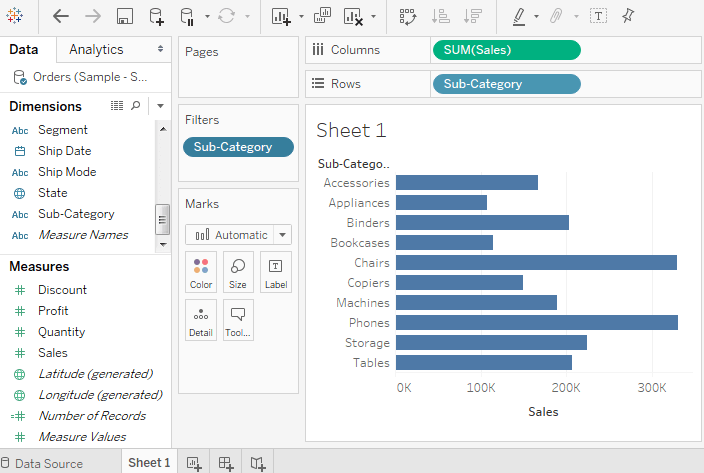 Data
Analytics
Orders (Sample - S...
Dimensions
Abc Segment
Ship Date
Abc Ship Mode
State
Abc Sub-Category
Abc Measure Names
Measures
Discount
Profit
Quantity
Sales
Latitude (generated)
Longitude (generated)
Number of Records
Measure Values
Pages
Filters
Sub-Category
Marks
Automatic
Color
Size
Label
Detail
Tool...
Columns
SUM(Sales)
Rows
Sub-Category
Sheet 1
Sub-Catego..
Accessories
Appliances
Binders
Bookcases
Chairs
Copiers
Machines
Phones
Storage
Tables
0K 100K 200K 300K
Sales
Data Source
Sheet 1